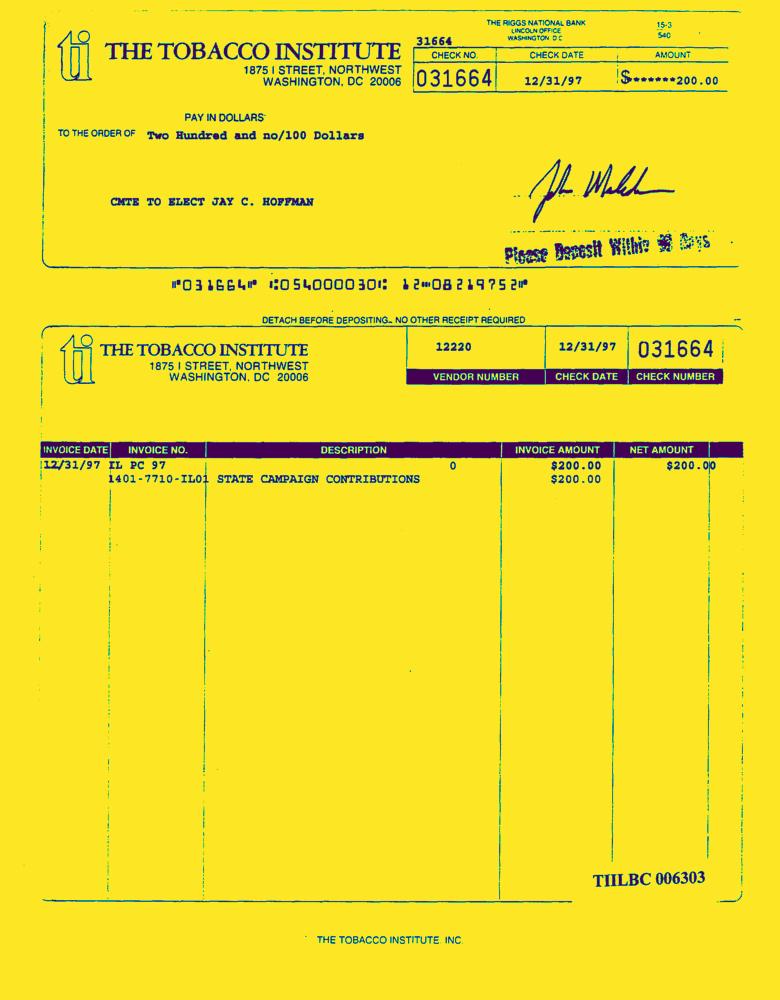 THE RIGGS NATIONAL BANK
LINCOLN OFFICE
WASHINGTON D C
15-3
540
31664
ti THE TOBACCO INSTITUTE
1875 I STREET, NORTHWEST
WASHINGTON, DC 20006
CHECK NO. CHECK DATE AMOUNT
031664 12/31/97 $*******200.00
PAY IN DOLLARS
TO THE ORDER OF Two Hundred and no/100 Dollars
CMTE TO ELECT JAY C. HOFFMAN
Please Deposit Within Days
⑈031664⑈ ⑆054000030⑆ 12⑉08219752⑈
DETACH BEFORE DEPOSITING. NO OTHER RECEIPT REQUIRED
ti THE TOBACCO INSTITUTE
1875 I STREET, NORTHWEST
WASHINGTON, DC 20006
12220 12/31/97 031664
VENDOR NUMBER CHECK DATE CHECK NUMBER
INVOICE DATE INVOICE NO. DESCRIPTION INVOICE AMOUNT NET AMOUNT
12/31/97 IL PC 97 0 $200.00 $200.00
1401-7710-IL01 STATE CAMPAIGN CONTRIBUTIONS $200.00
TIILBC 006303
THE TOBACCO INSTITUTE. INC.